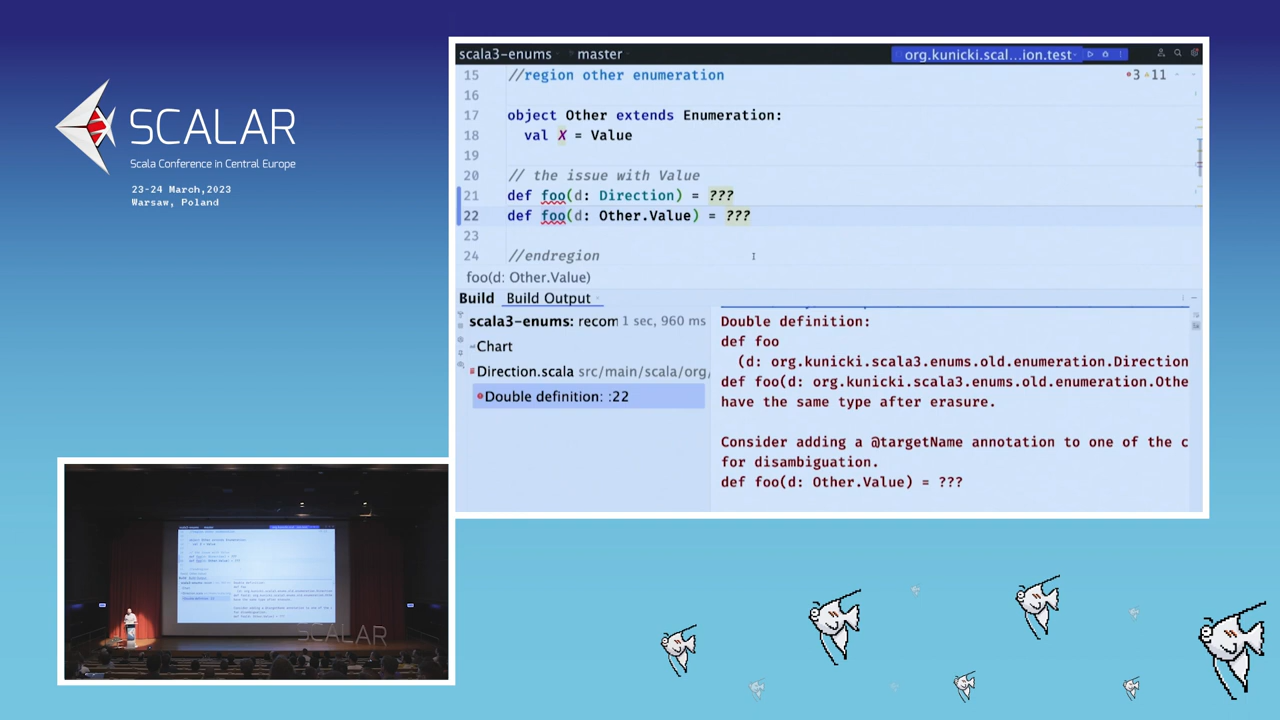 SCALAR
Scala Conference in Central Europe
23-24 March,2023
Warsaw, Poland
scala3-enums master org.kunicki.scal...ion.test
15 //region other enumeration 3 11
16
17 object Other extends Enumeration:
18 val X = Value
19
20 // the issue with Value
21 def foo(d: Direction) = ???
22 def foo(d: Other.Value) = ???
23
24 //endregion
foo(d: Other.Value)
Build Build Output
scala3-enums: recom 1 sec, 960 ms
Chart
Direction.scala src/main/scala/org/
Double definition: :22
Double definition:
def foo
(d: org.kunicki.scala3.enums.old.enumeration.Direction
def foo(d: org.kunicki.scala3.enums.old.enumeration.Othe
have the same type after erasure.
Consider adding a @targetName annotation to one of the c
for disambiguation.
def foo(d: Other.Value) = ???
SCALAR